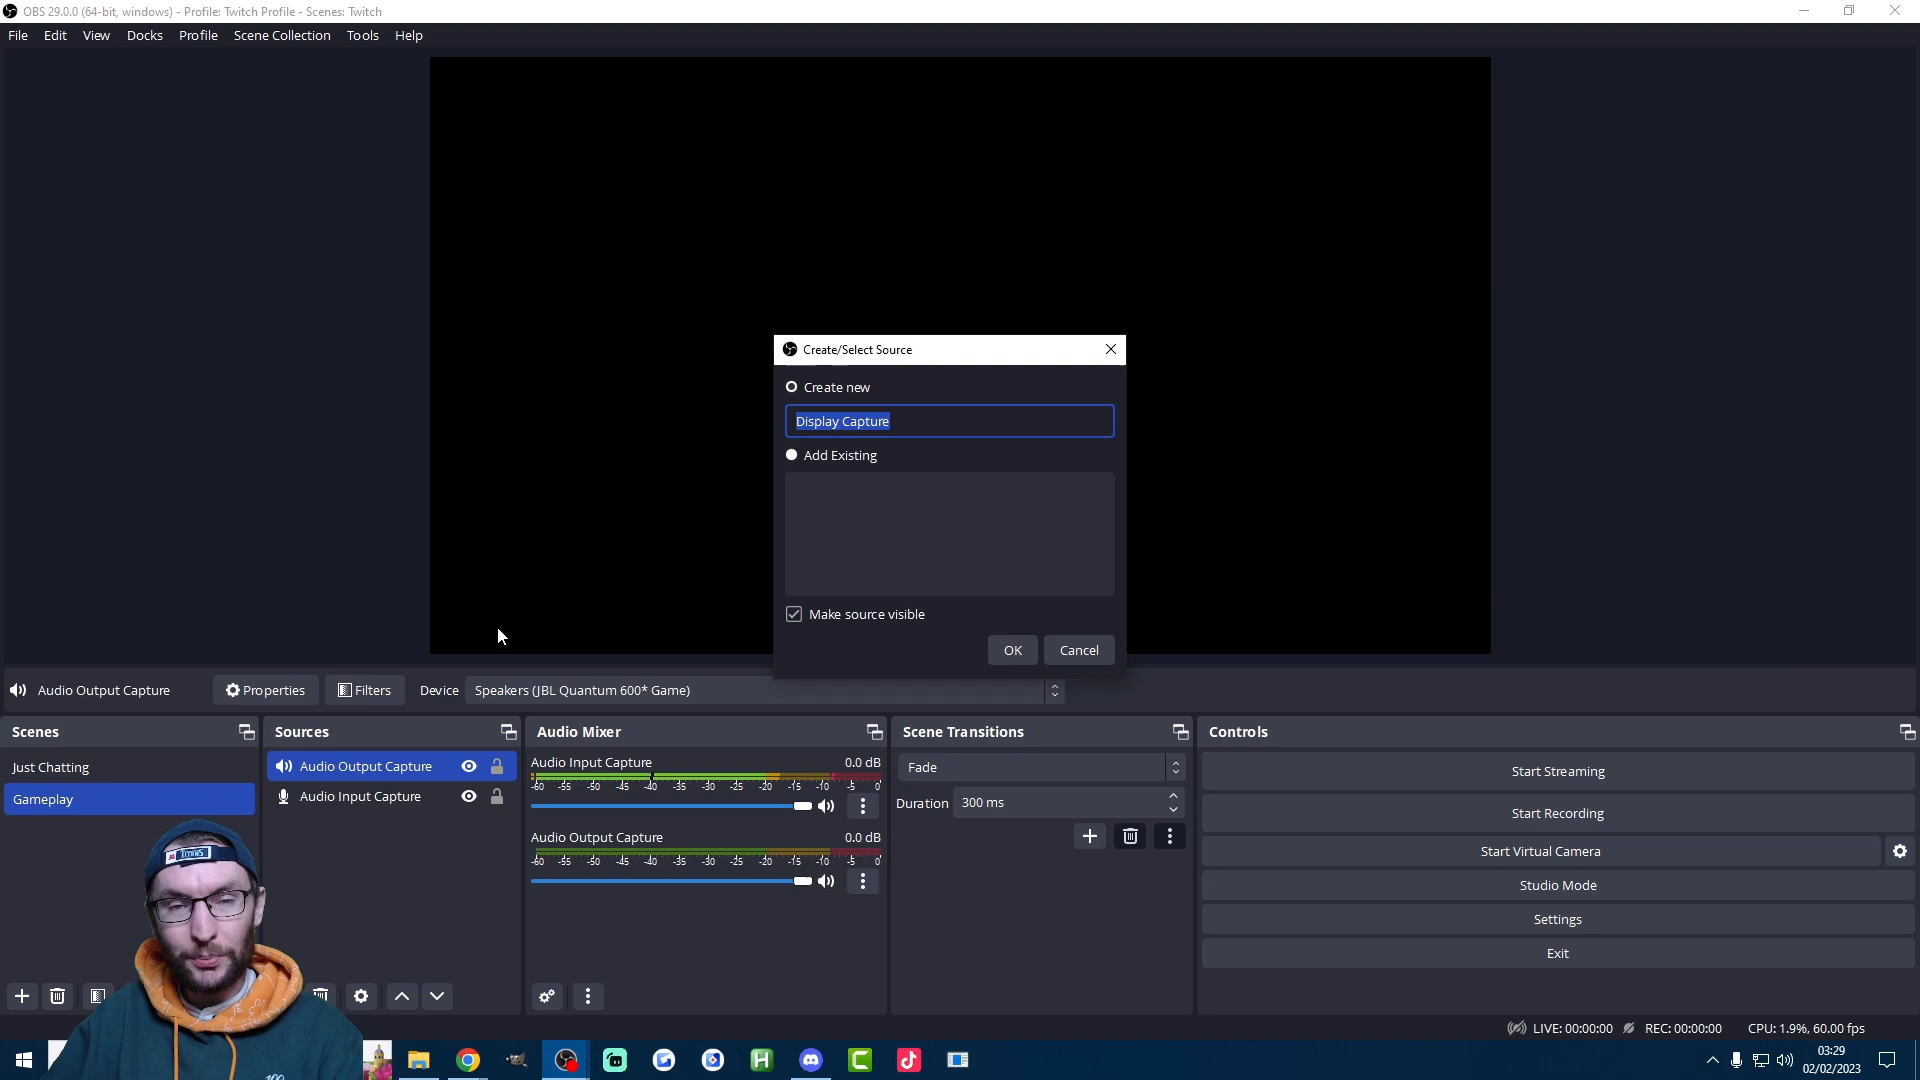 OBS 29.0.0 (64-bit, windows) - Profile: Twitch Profile - Scenes: Twitch
File Edit View Docks Profile Scene Collection Tools Help
Create/Select Source
Create new
Display Capture
Add Existing
Make source visible
OK Cancel
Audio Output Capture Properties Filters Device Speakers (JBL Quantum 600* Game)
Scenes
Just Chatting
Gameplay
Sources
Audio Output Capture
Audio Input Capture
Audio Mixer
Audio Input Capture 0.0 dB
-60 -55 -50 -45 -40 -35 -30 -25 -20 -15 -10 -5 0
Audio Output Capture 0.0 dB
-60 -55 -50 -45 -40 -35 -30 -25 -20 -15 -10 -5 0
Scene Transitions
Fade
Duration 300 ms
Controls
Start Streaming
Start Recording
Start Virtual Camera
Studio Mode
Settings
Exit
LIVE: 00:00:00 REC: 00:00:00 CPU: 1.9%, 60.00 fps
03:29
02/02/2023